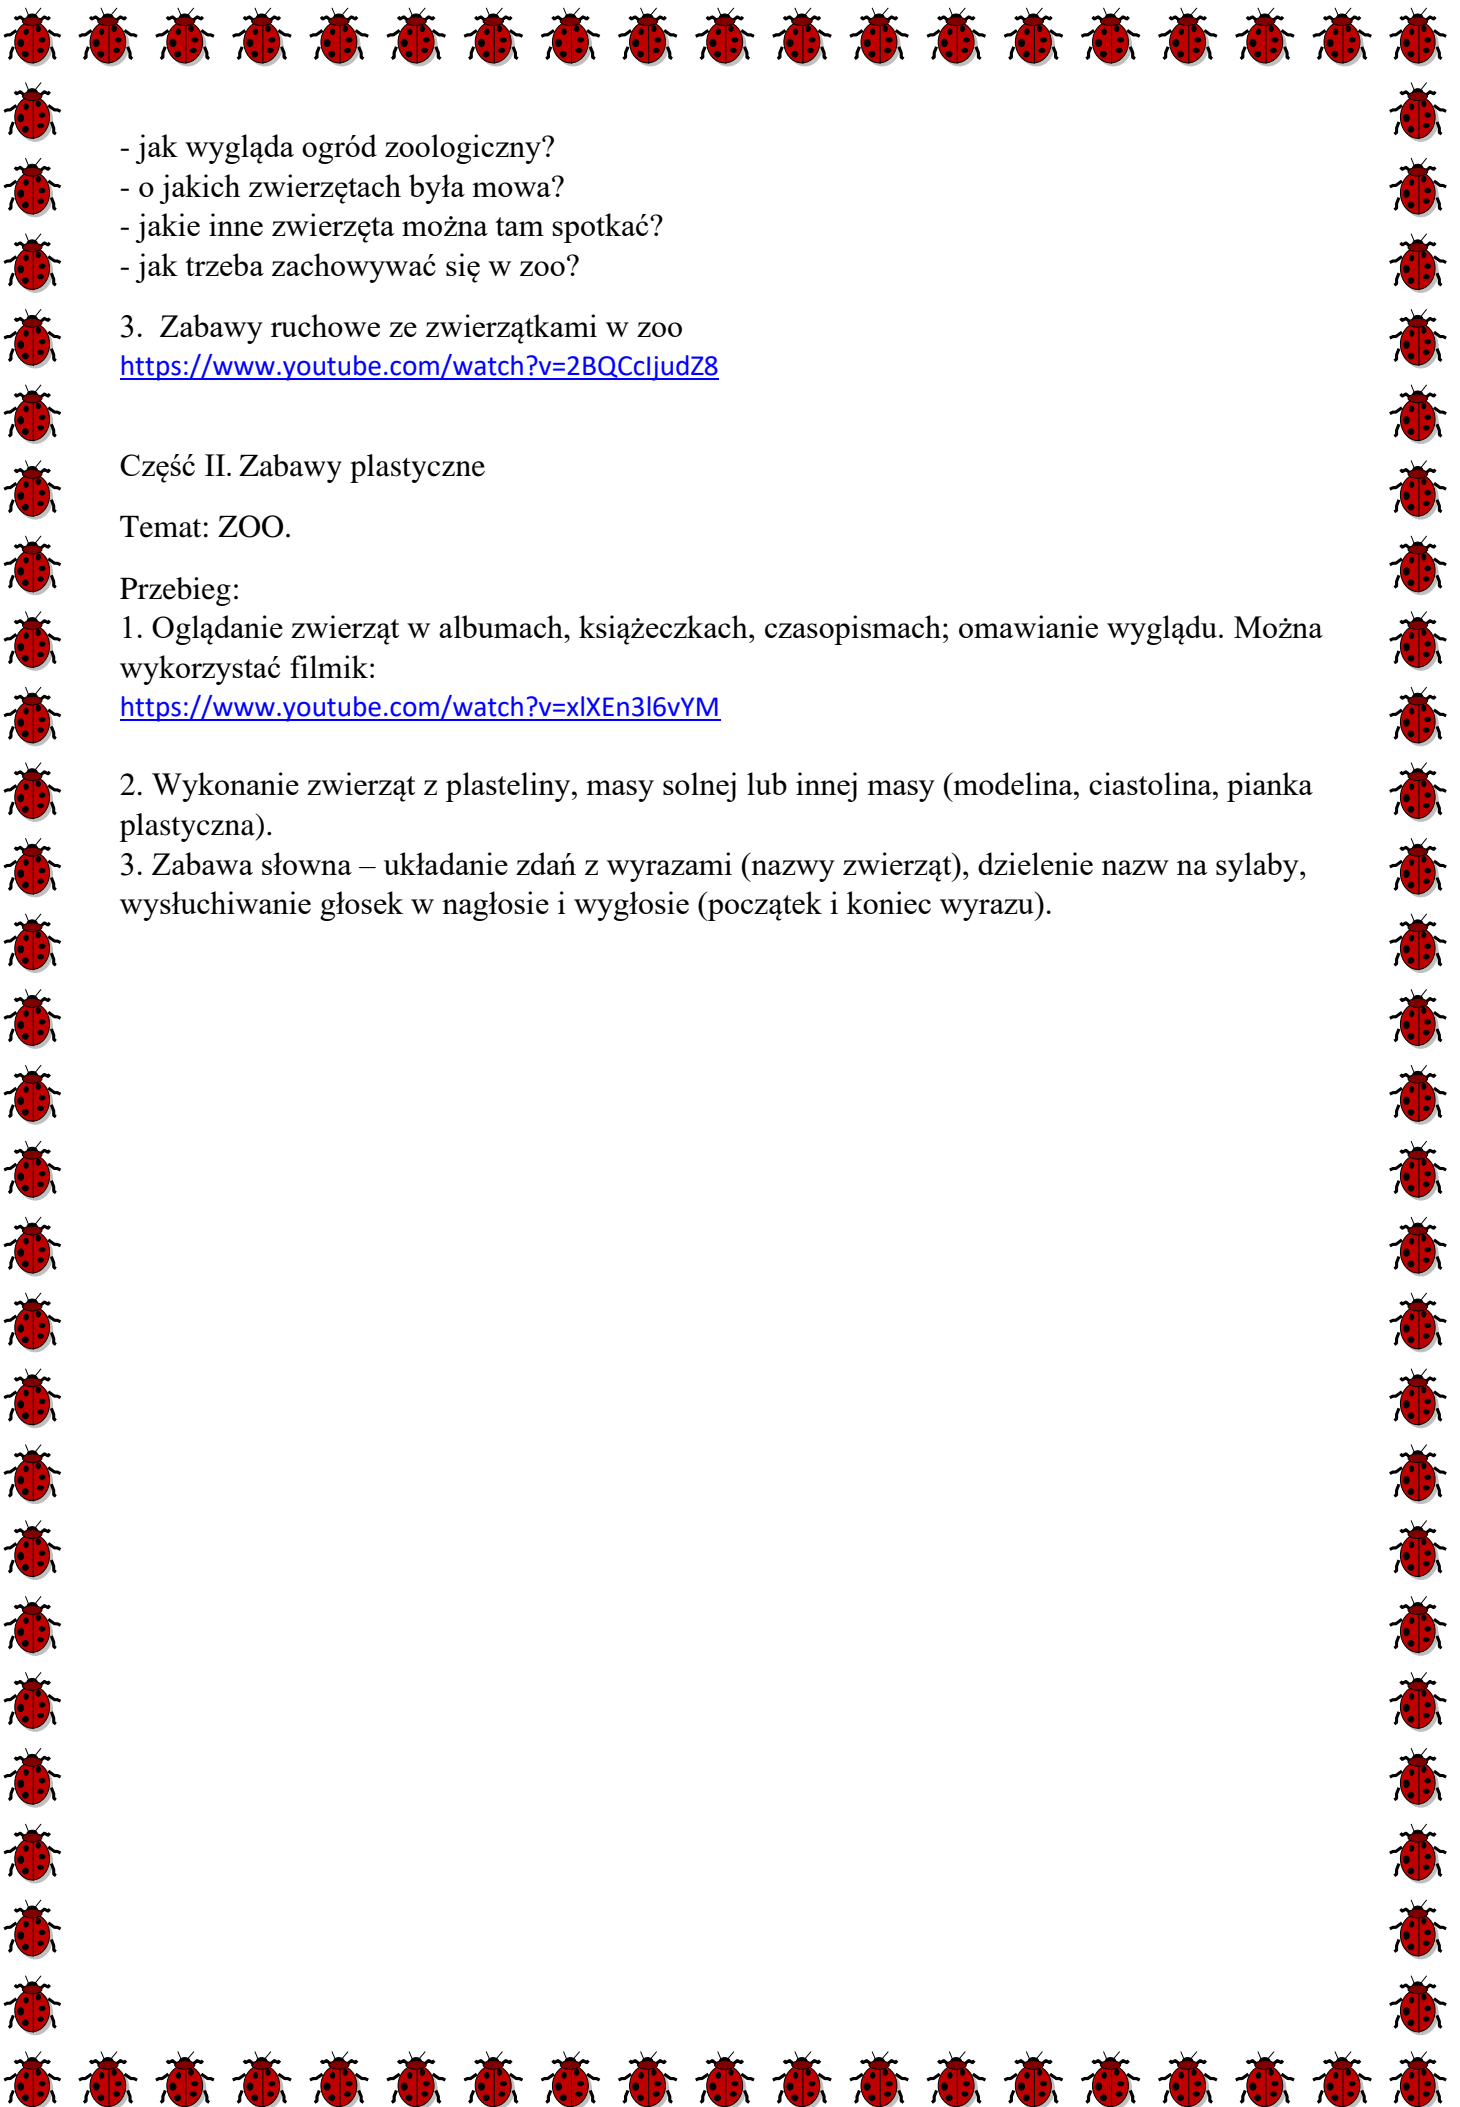 - jak wygląda ogród zoologiczny?
- o jakich zwierzętach była mowa?
- jakie inne zwierzęta można tam spotkać?
- jak trzeba zachowywać się w zoo?
3.  Zabawy ruchowe ze zwierzątkami w zoo
https://www.youtube.com/watch?v=2BQCcIjudZ8
Część II. Zabawy plastyczne
Temat: ZOO.
Przebieg:
1. Oglądanie zwierząt w albumach, książeczkach, czasopismach; omawianie wyglądu. Można
wykorzystać filmik:
https://www.youtube.com/watch?v=xlXEn3l6vYM
2. Wykonanie zwierząt z plasteliny, masy solnej lub innej masy (modelina, ciastolina, pianka
plastyczna).
3. Zabawa słowna – układanie zdań z wyrazami (nazwy zwierząt), dzielenie nazw na sylaby,
wysłuchiwanie głosek w nagłosie i wygłosie (początek i koniec wyrazu).